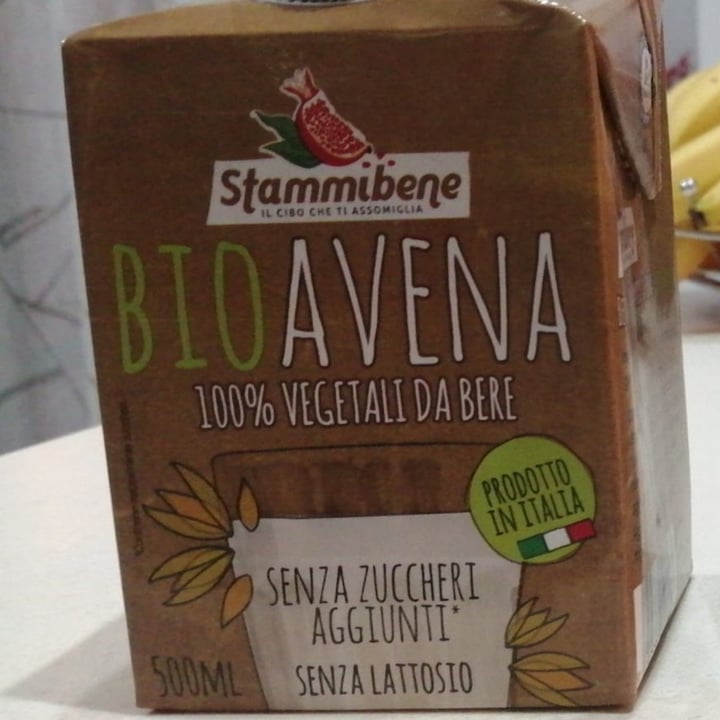 Stammibene
IL CIBO CHE TI ASSOMIGLIA
BIOAVENA
100% VEGETALI DA BERE
PRODOTTO
IN ITALIA
SENZA ZUCCHERI
AGGIUNTI*
SENZA LATTOSIO
500ML